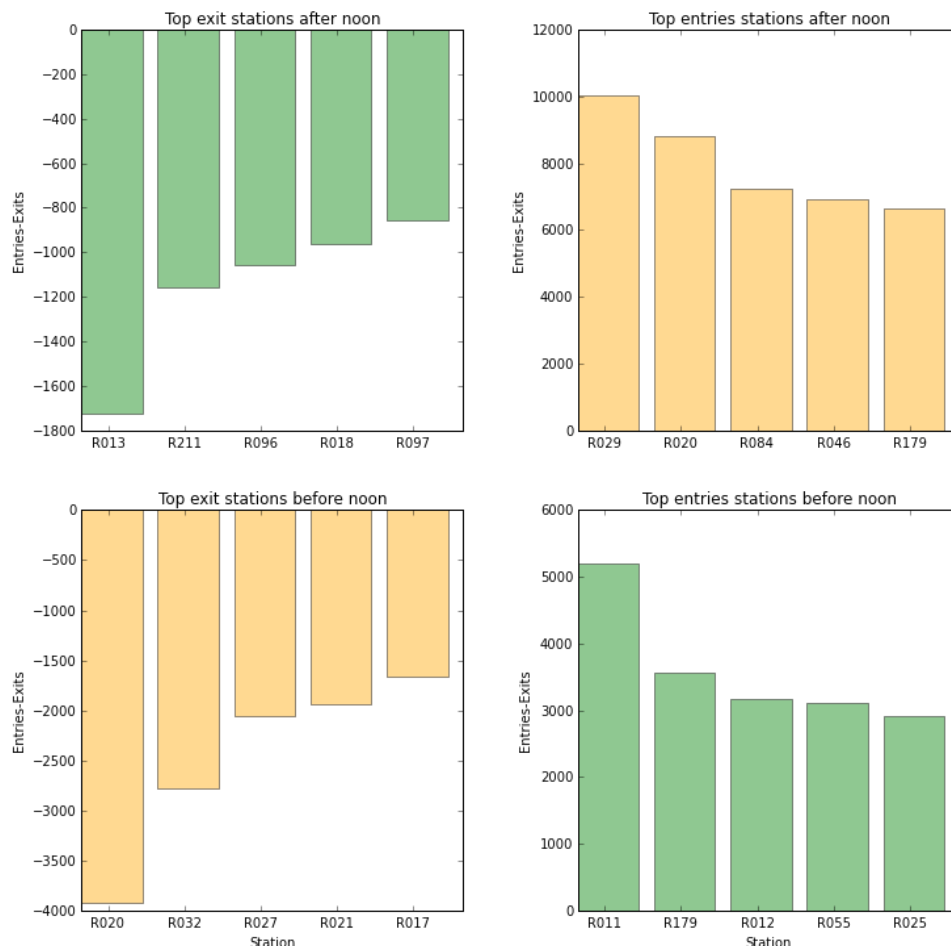 Top exit stations after noon
0
−200
−400
−600
−800
−1000
−1200
−1400
−1600
−1800
Entries-Exits
R013 R211 R096 R018 R097
Top entries stations after noon
12000
10000
8000
6000
4000
2000
0
Entries-Exits
R029 R020 R084 R046 R179
Top exit stations before noon
0
−500
−1000
−1500
−2000
−2500
−3000
−3500
−4000
Entries-Exits
R020 R032 R027 R021 R017
Station
Top entries stations before noon
6000
5000
4000
3000
2000
1000
0
Entries-Exits
R011 R179 R012 R055 R025
Station